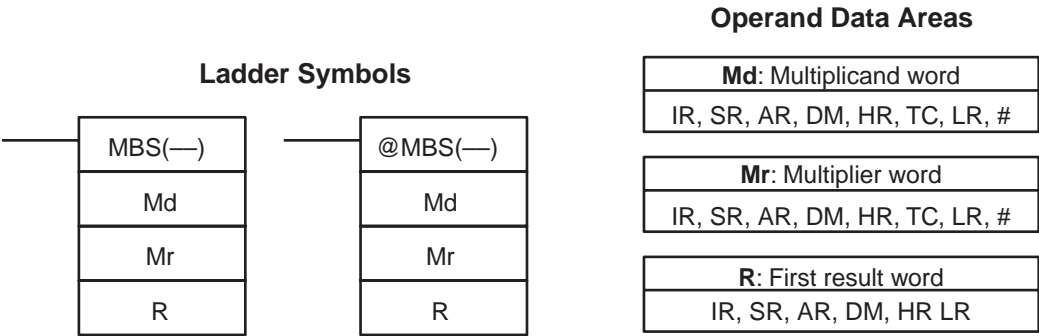 Ladder Symbols
MBS(––)
Md
Mr
R
@MBS(––)
Md
Mr
R
Operand Data Areas
Md: Multiplicand word
IR, SR, AR, DM, HR, TC, LR, #
Mr: Multiplier word
IR, SR, AR, DM, HR, TC, LR, #
R: First result word
IR, SR, AR, DM, HR LR